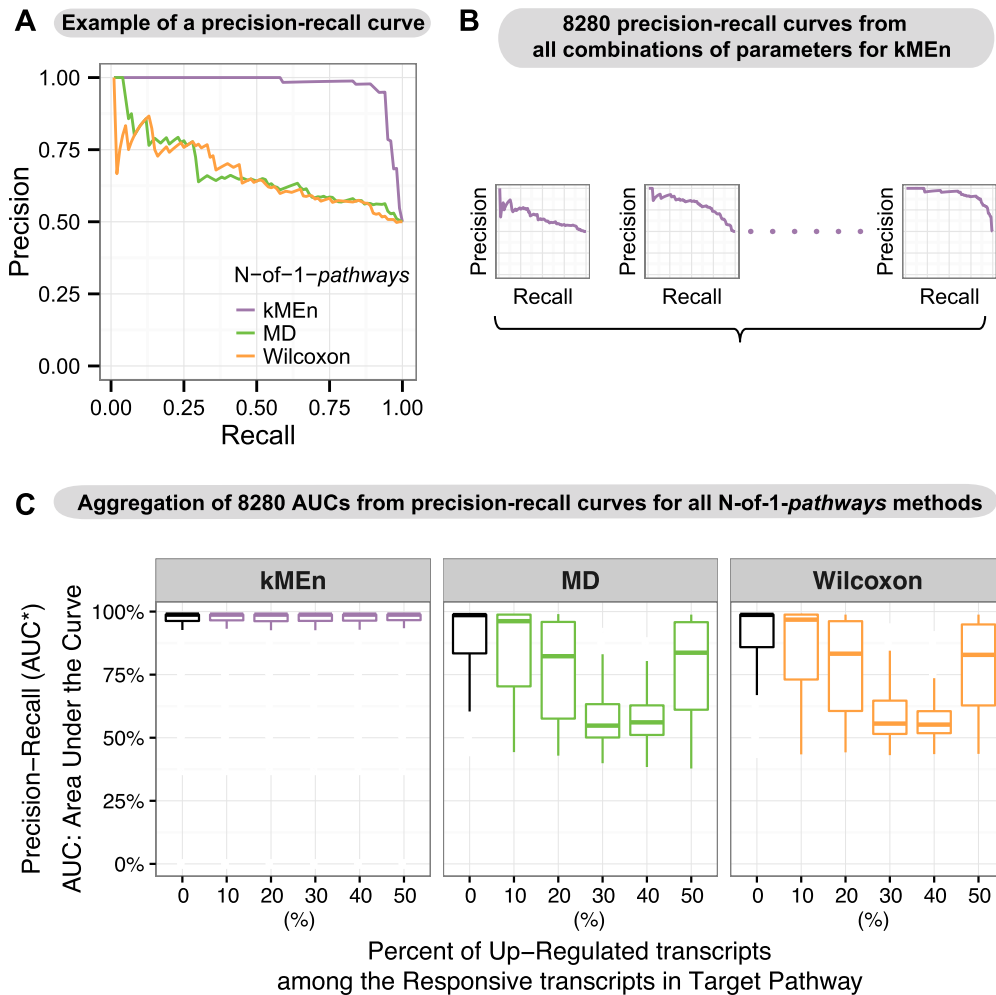 A
Example of a precision-recall curve
Precision
1.00
0.75
0.50
0.25
0.00
N−of−1−pathways
kMEn
MD
Wilcoxon
0.00 0.25 0.50 0.75 1.00
Recall
B
8280 precision-recall curves from
all combinations of parameters for kMEn
Precision
Recall
Precision
Recall
Precision
Recall
C
Aggregation of 8280 AUCs from precision-recall curves for all N-of-1-pathways methods
Precision−Recall (AUC*)
AUC: Area Under the Curve
kMEn MD Wilcoxon
100%
75%
50%
25%
0%
0 10 20 30 40 50 0 10 20 30 40 50 0 10 20 30 40 50
(%) (%) (%)
Percent of Up−Regulated transcripts
among the Responsive transcripts in Target Pathway